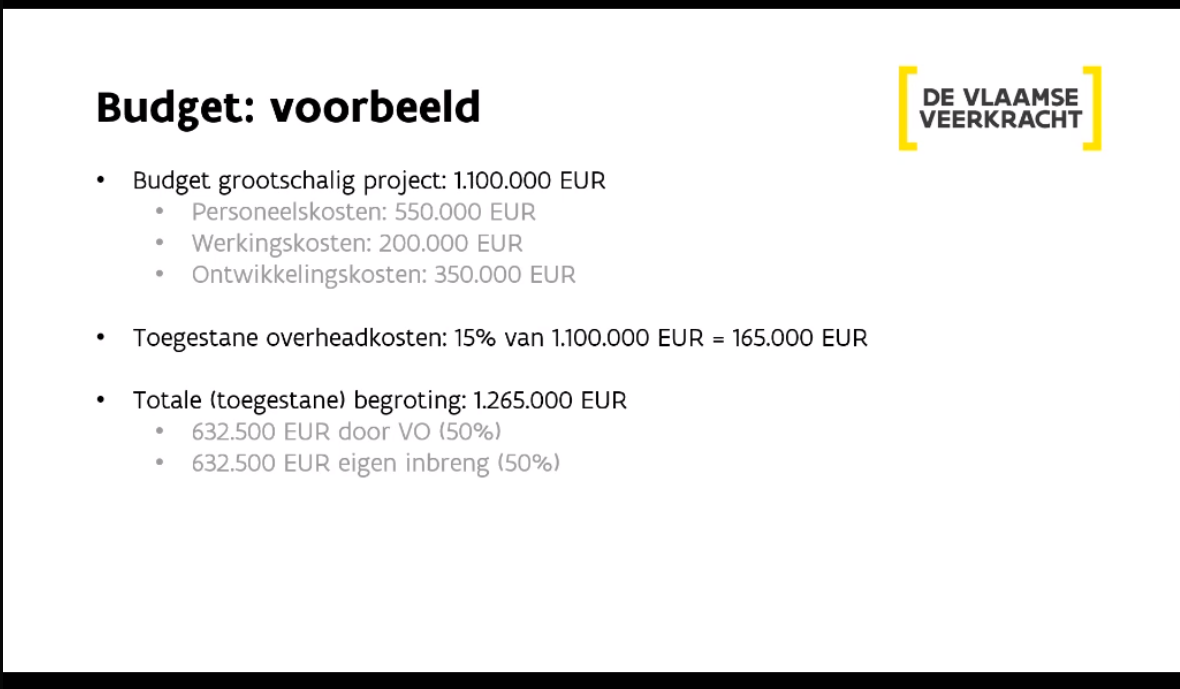 Budget: voorbeeld
DE VLAAMSE
VEERKRACHT
• Budget grootschalig project: 1.100.000 EUR
• Personeelskosten: 550.000 EUR
• Werkingskosten: 200.000 EUR
• Ontwikkelingskosten: 350.000 EUR
• Toegestane overheadkosten: 15% van 1.100.000 EUR = 165.000 EUR
• Totale (toegestane) begroting: 1.265.000 EUR
• 632.500 EUR door VO (50%)
• 632.500 EUR eigen inbreng (50%)